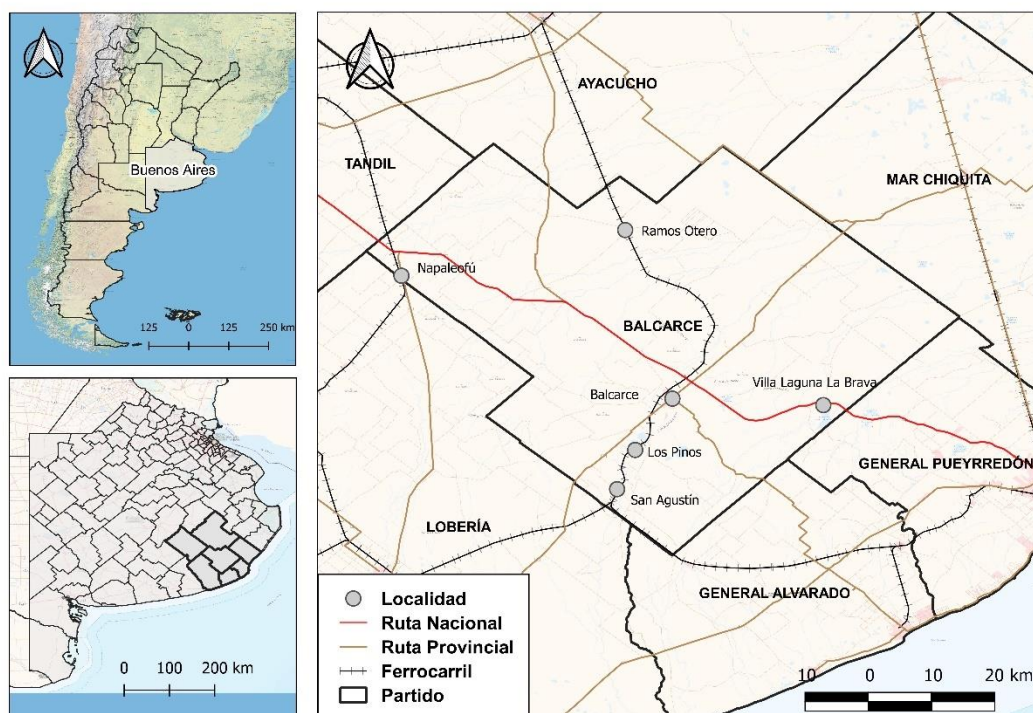 Buenos Aires
125 0 125 250 km
0 100 200 km
AYACUCHO
TANDIL
MAR CHIQUITA
Ramos Otero
Napaleofú
BALCARCE
Villa Laguna La Brava
Balcarce
Los Pinos
GENERAL PUEYRREDÓN
San Agustín
LOBERÍA
GENERAL ALVARADO
Localidad
Ruta Nacional
Ruta Provincial
Ferrocarril
Partido
10 0 10 20 km